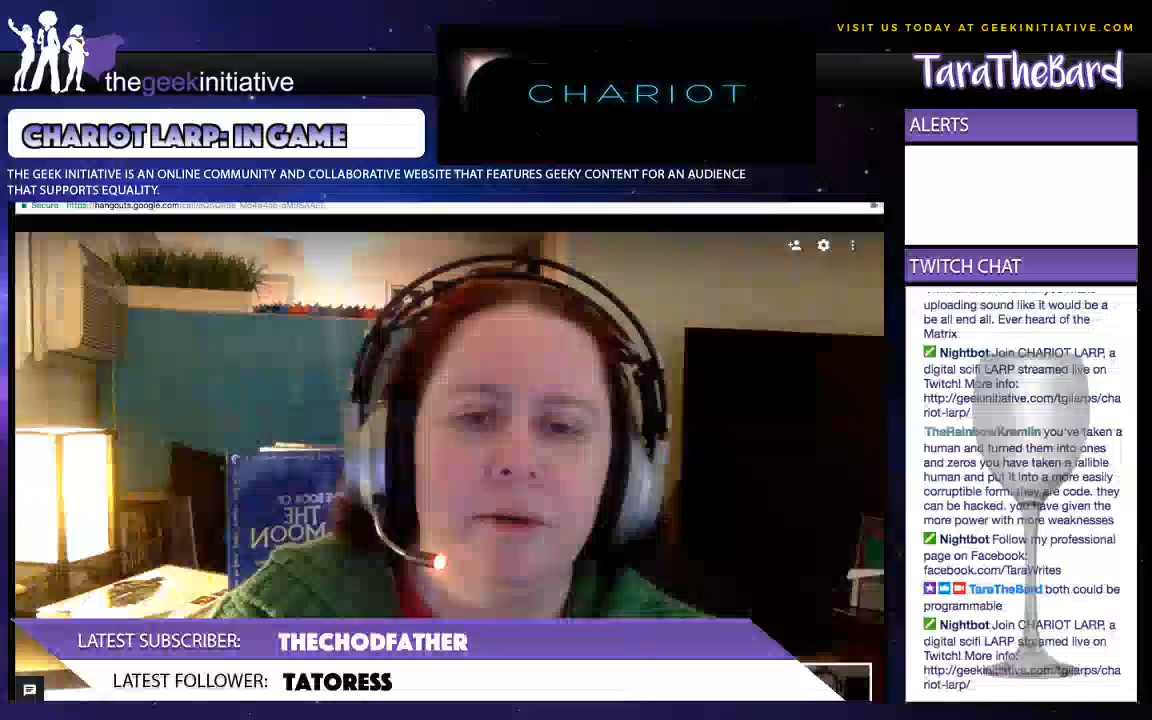 VISIT US TODAY AT GEEKINITIATIVE.COM
thegeekinitiative
CHARIOT
TaraTheBard
CHARIOT LARP: IN GAME
THE GEEK INITIATIVE IS AN ONLINE COMMUNITY AND COLLABORATIVE WEBSITE THAT FEATURES GEEKY CONTENT FOR AN AUDIENCE
THAT SUPPORTS EQUALITY.
Secure https://hangouts.google.com/call/
THE BOOK OF
THE
MOON
LATEST SUBSCRIBER: THECHODFATHER
LATEST FOLLOWER: TATORESS
ALERTS
TWITCH CHAT
uploading sound like it would be a
be all end all. Ever heard of the
Matrix
Nightbot Join CHARIOT LARP, a
digital scifi LARP streamed live on
Twitch! More info:
http://geekinitiative.com/tgilarps/cha
riot-larp/
TheRainbowKremlin you've taken a
human and turned them into ones
and zeros you have taken a fallible
human and put it into a more easily
corruptible form. they are code. they
can be hacked. you have given the
more power with more weaknesses
Nightbot Follow my professional
page on Facebook:
facebook.com/TaraWrites
TaraTheBard both could be
programmable
Nightbot Join CHARIOT LARP, a
digital scifi LARP streamed live on
Twitch! More info:
http://geekinitiative.com/tgilarps/cha
riot-larp/